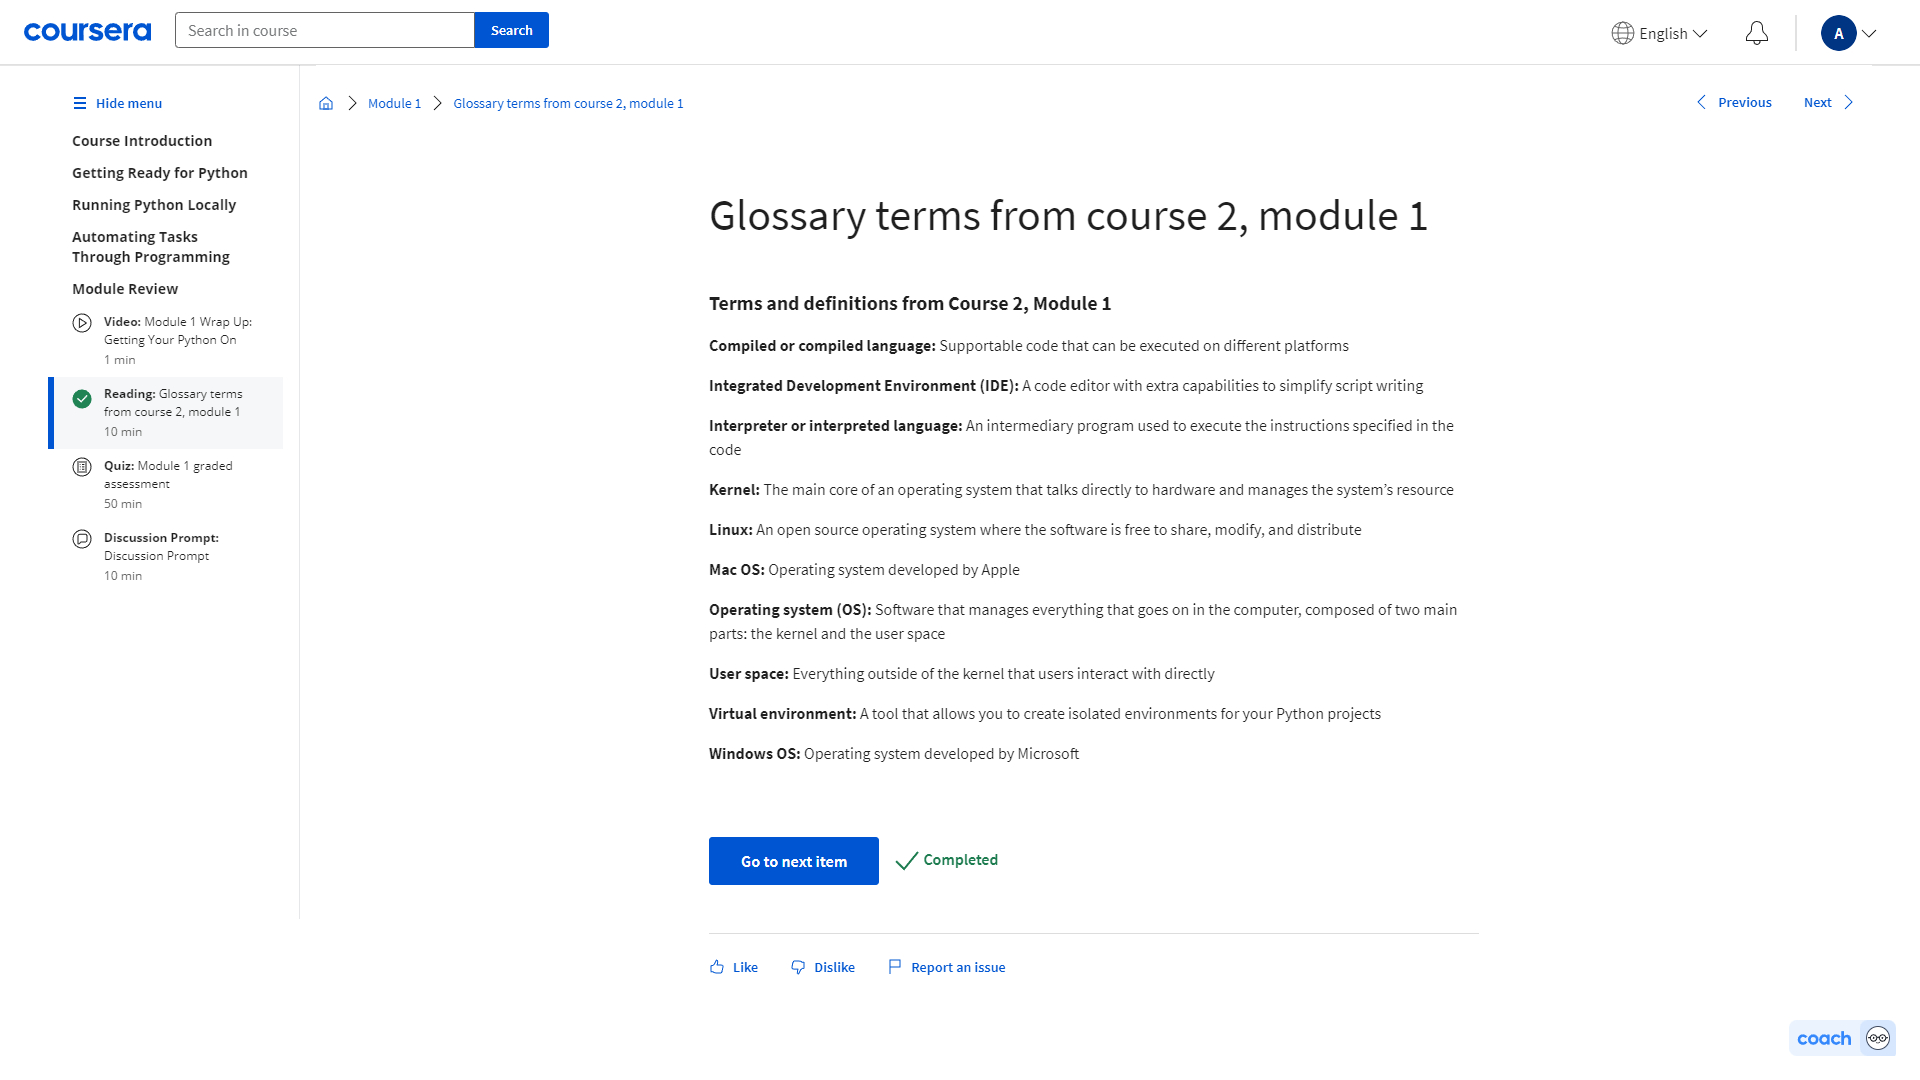 coursera
Search in course
Search
English
A
Hide menu
Course Introduction
Getting Ready for Python
Running Python Locally
Automating Tasks
Through Programming
Module Review
Video: Module 1 Wrap Up:
Getting Your Python On
1 min
Reading: Glossary terms
from course 2, module 1
10 min
Quiz: Module 1 graded
assessment
50 min
Discussion Prompt:
Discussion Prompt
10 min
Module 1
Glossary terms from course 2, module 1
Previous
Next
Glossary terms from course 2, module 1
Terms and definitions from Course 2, Module 1
Compiled or compiled language: Supportable code that can be executed on different platforms
Integrated Development Environment (IDE): A code editor with extra capabilities to simplify script writing
Interpreter or interpreted language: An intermediary program used to execute the instructions specified in the
code
Kernel: The main core of an operating system that talks directly to hardware and manages the system’s resource
Linux: An open source operating system where the software is free to share, modify, and distribute
Mac OS: Operating system developed by Apple
Operating system (OS): Software that manages everything that goes on in the computer, composed of two main
parts: the kernel and the user space
User space: Everything outside of the kernel that users interact with directly
Virtual environment: A tool that allows you to create isolated environments for your Python projects
Windows OS: Operating system developed by Microsoft
Go to next item
Completed
Like
Dislike
Report an issue
coach